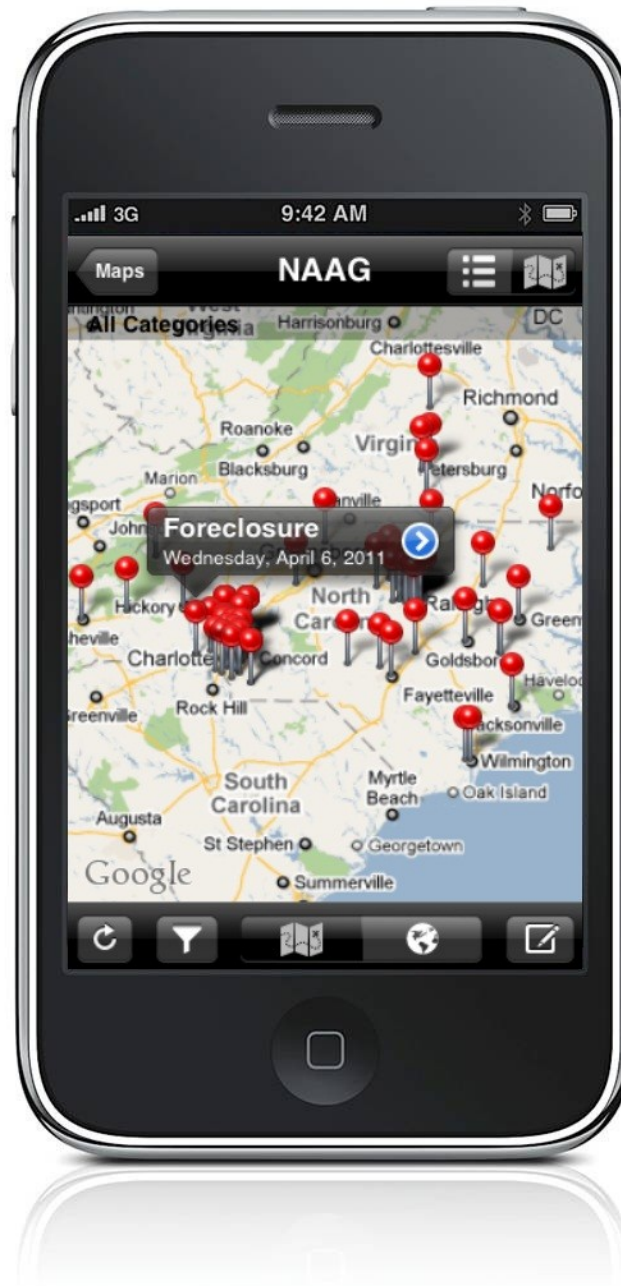 3G 9:42 AM
Maps NAAG
All Categories
Harrisonburg
DC
Charlottesville
Richmond
Roanoke
Blacksburg
Marion
Foreclosure
Wednesday, April 6, 2011
Hickory
North
Charlotte
Concord
Goldsbor
Rock Hill
Fayetteville
Wilmington
South
Carolina
Myrtle
Beach
Oak Island
Augusta
St Stephen
Georgetown
Google
Summerville